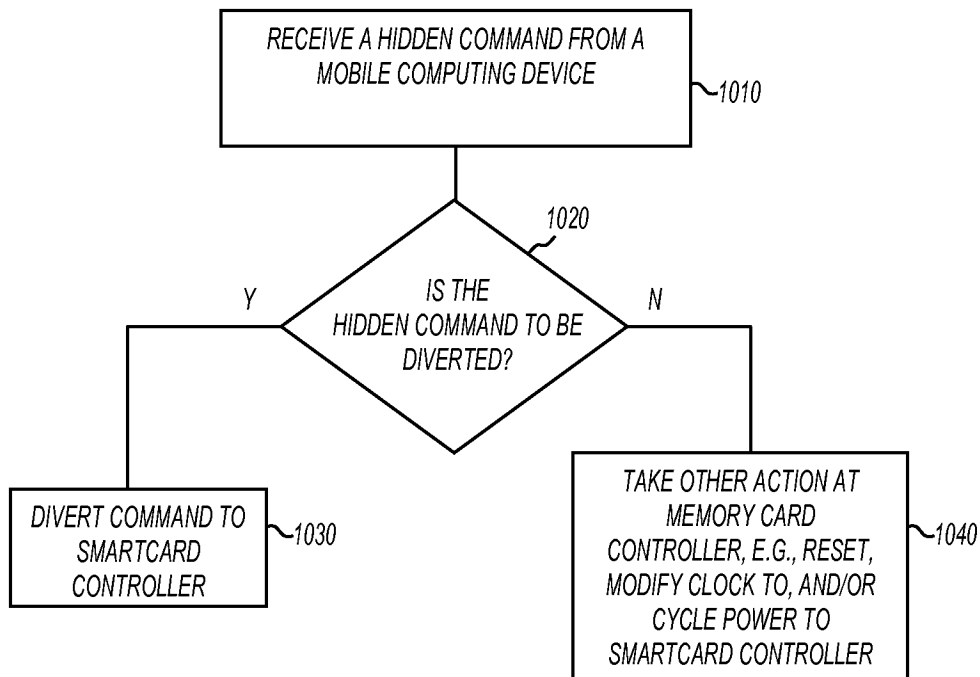 RECEIVE A HIDDEN COMMAND FROM A
MOBILE COMPUTING DEVICE
1010
1020
IS THE
HIDDEN COMMAND TO BE
DIVERTED?
Y
N
DIVERT COMMAND TO
SMARTCARD
CONTROLLER
1030
TAKE OTHER ACTION AT
MEMORY CARD
CONTROLLER, E.G., RESET,
MODIFY CLOCK TO, AND/OR
CYCLE POWER TO
SMARTCARD CONTROLLER
1040